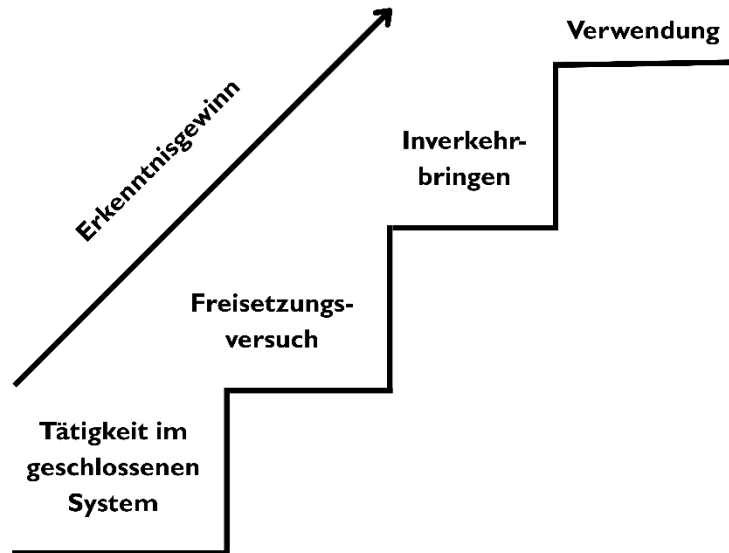 Verwendung
Erkenntnisgewinn
Inverkehr-
bringen
Freisetzungs-
versuch
Tätigkeit im
geschlossenen
System